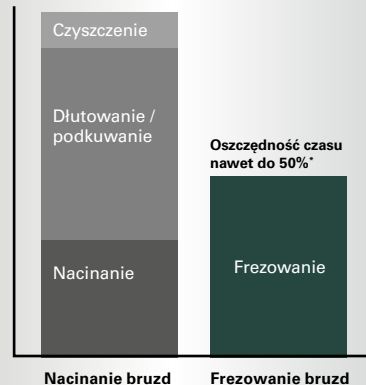 Czyszczenie
Dłutowanie /
podkuwanie
Nacinanie
Oszczędność czasu
nawet do 50%*
Frezowanie
Nacinanie bruzd
Frezowanie bruzd